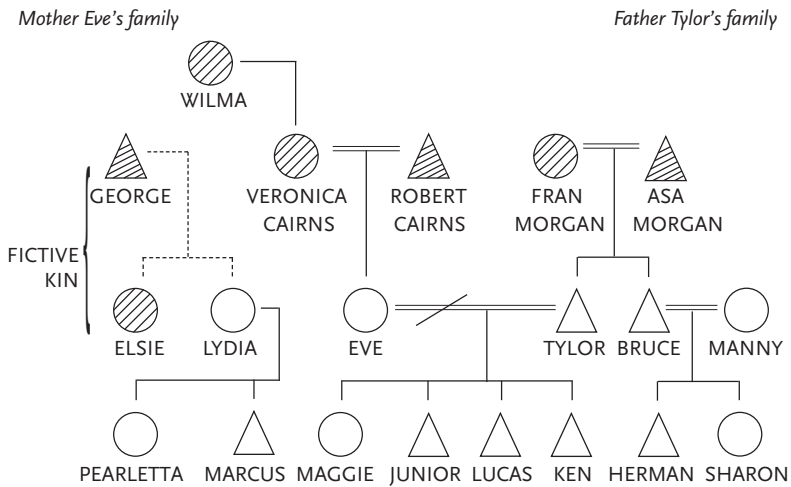 Mother Eve's family
Father Tylor's family
WILMA
GEORGE
VERONICA
CAIRNS
ROBERT
CAIRNS
FRAN
MORGAN
ASA
MORGAN
FICTIVE
KIN
ELSIE
LYDIA
EVE
TYLOR
BRUCE
MANNY
PEARLETTA
MARCUS
MAGGIE
JUNIOR
LUCAS
KEN
HERMAN
SHARON